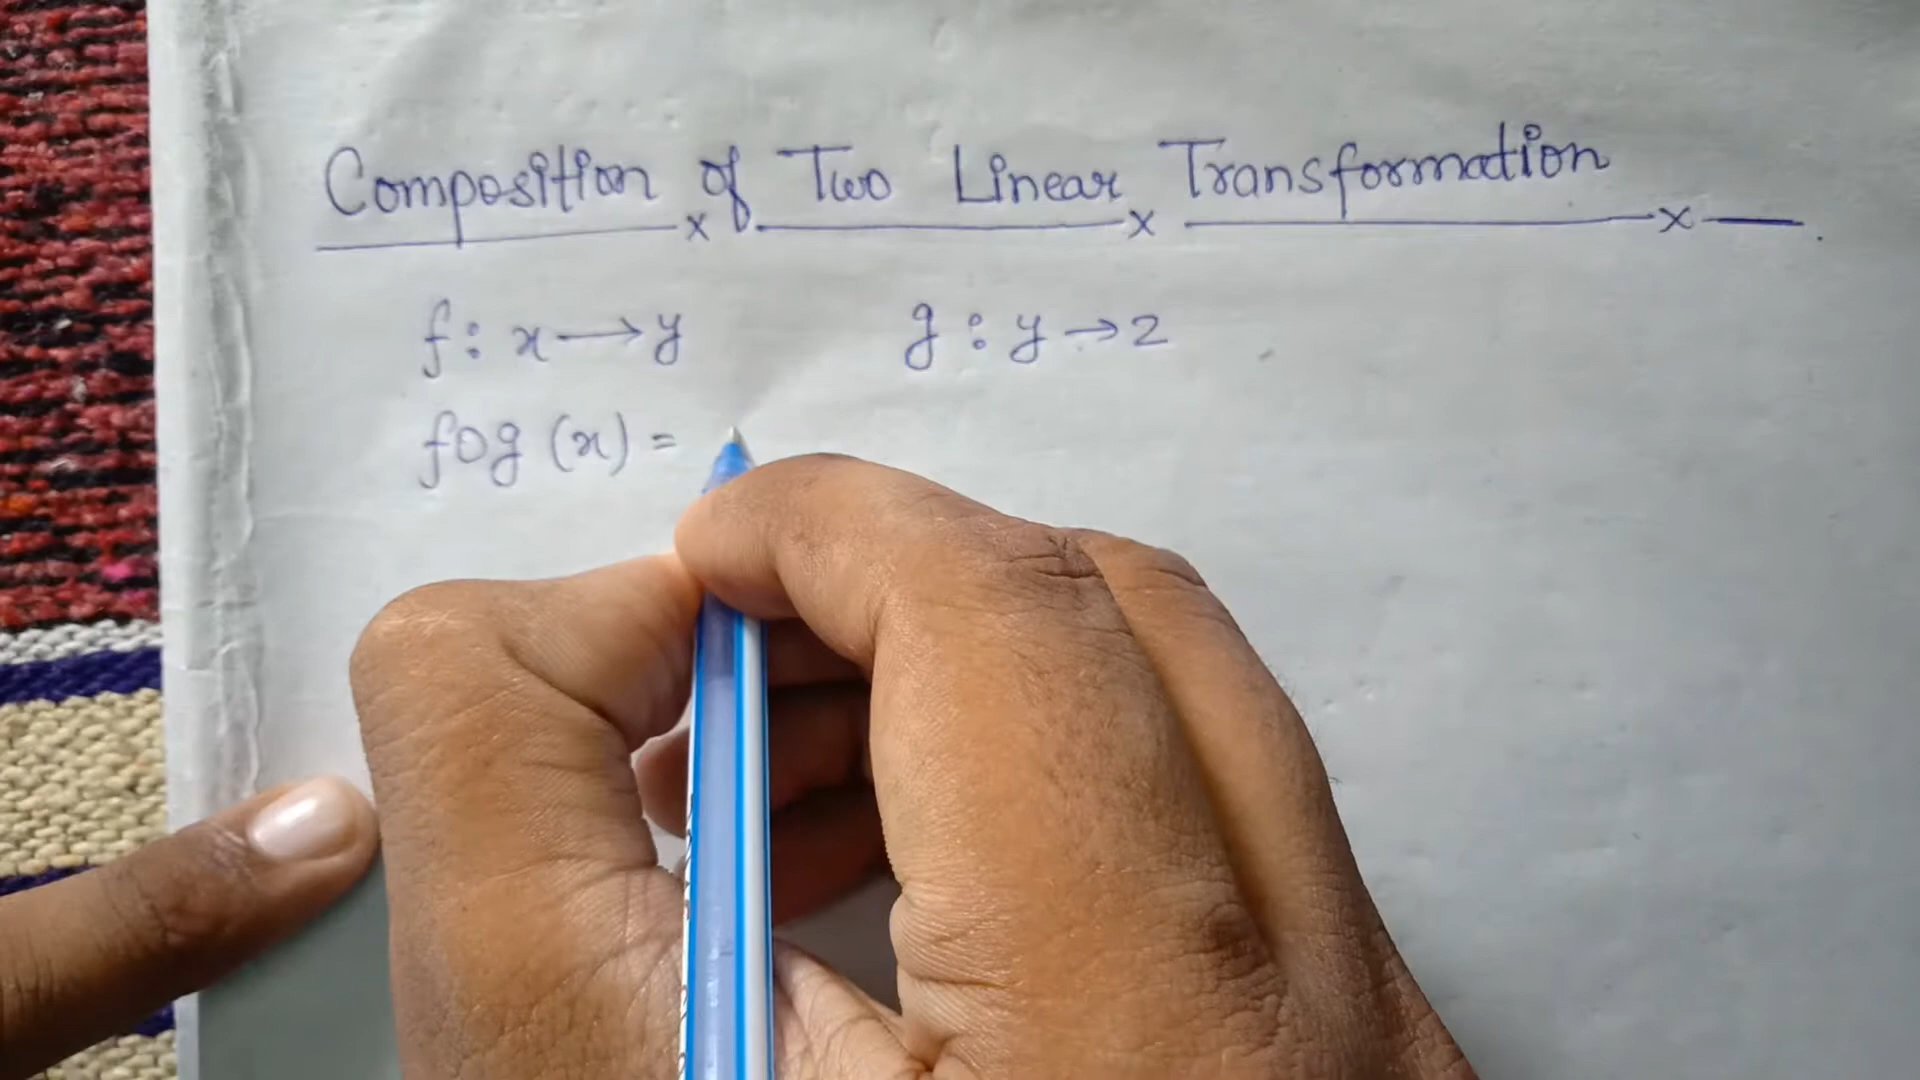 Composition of Two Linear Transformation
f : x → y g : y → z
fog (x) =